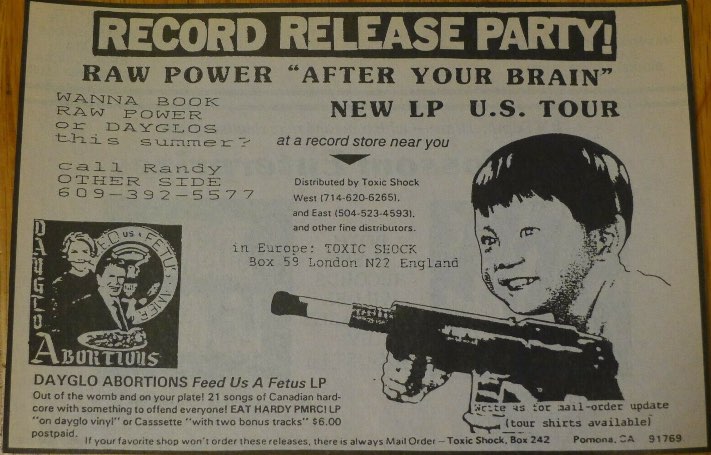 RECORD RELEASE PARTY!
RAW POWER "AFTER YOUR BRAIN"
NEW LP U.S. TOUR
WANNA BOOK
RAW POWER
or DAYGLOS
this summer?
call Randy
OTHER SIDE
609-392-5577
at a record store near you
Distributed by Toxic Shock
West (714-620-6265),
and East (504-523-4593),
and other fine distributors.
in Europe: TOXIC SHOCK
Box 59 London N22 England
DAYGLO
ABORTIONS
FEED US A FETUS
DAYGLO ABORTIONS Feed Us A Fetus LP
Out of the womb and on your plate! 21 songs of Canadian hard-
core with something to offend everyone! EAT HARDY PMRC! LP
"on dayglo vinyl" or Casssette "with two bonus tracks" $6.00
postpaid.
Write us for mail-order update
(tour shirts available)
If your favorite shop won't order these releases, there is always Mail Order – Toxic Shock, Box 242 Pomona, CA 91769